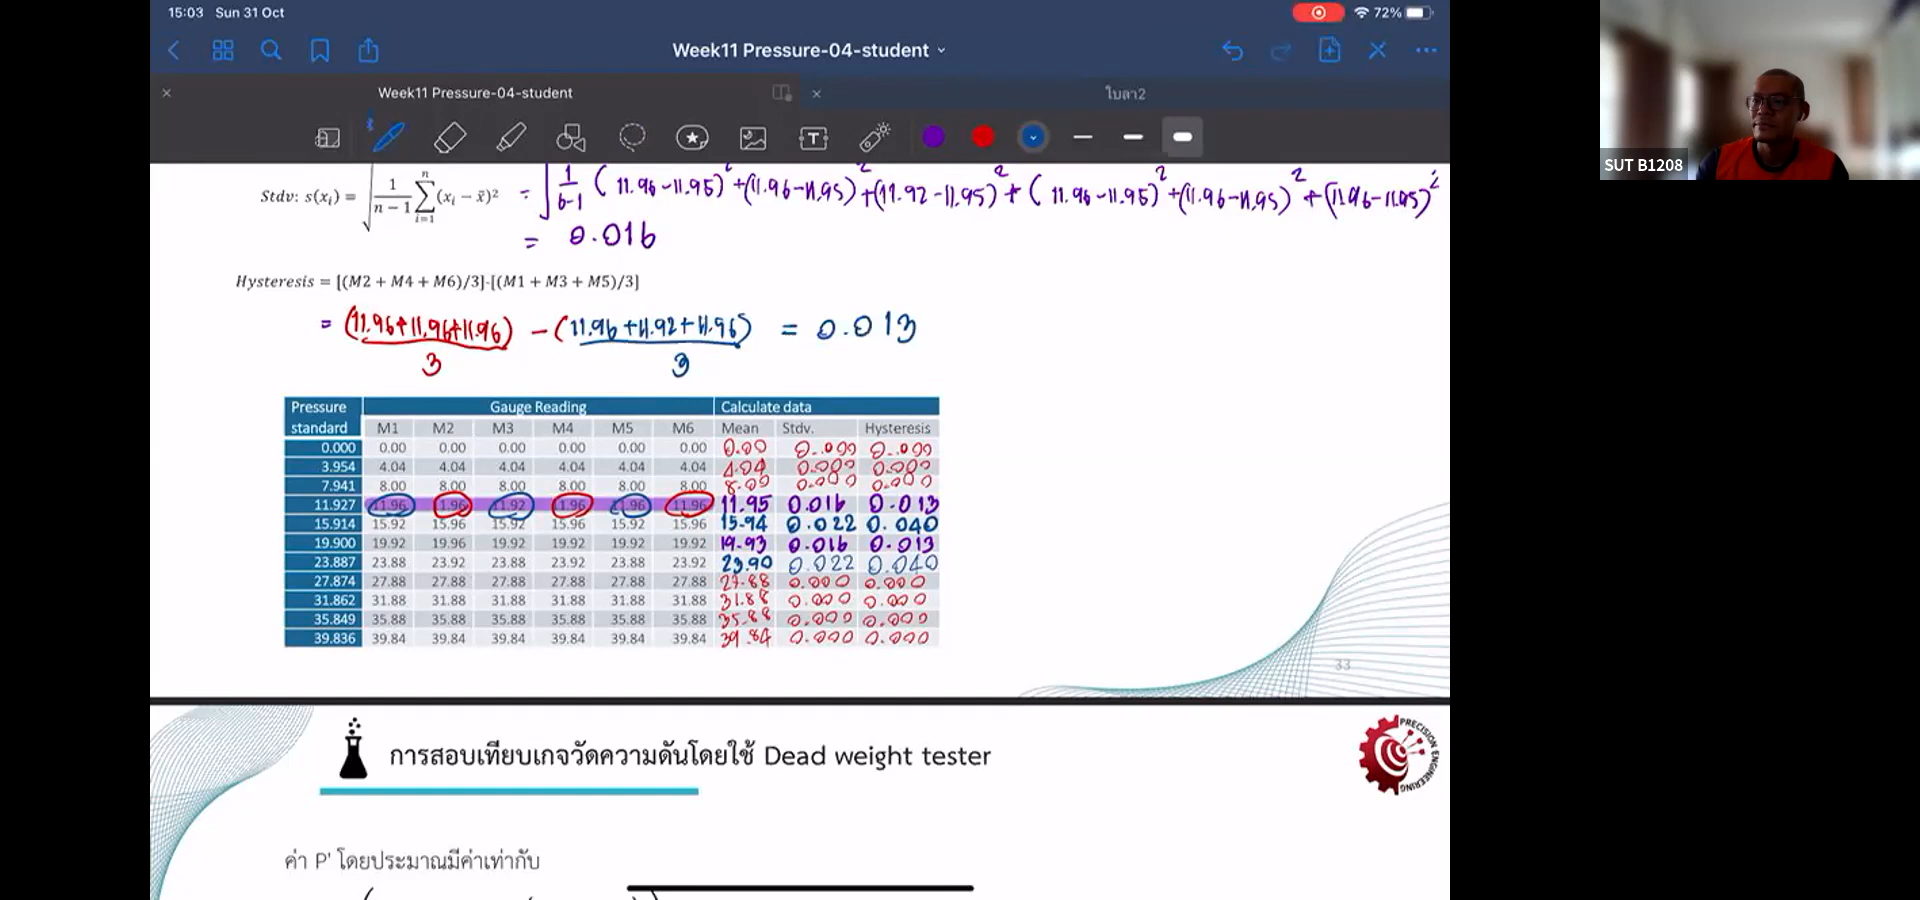 15:03 Sun 31 Oct
72%
Week11 Pressure-04-student
Week11 Pressure-04-student
ใบลา2
SUT B1208
Stdv: s(xᵢ) = √(1/(n−1) Σᵢ₌₁ⁿ (xᵢ − x̄)²) = √(1/(6-1) (11.96-11.95)² + (11.96-11.95)² + (11.92-11.95)² + (11.96-11.95)² + (11.96-11.95)² + (11.96-11.95)²
= 0.016
Hysteresis = [(M2 + M4 + M6)/3]-[(M1 + M3 + M5)/3]
= (11.96+11.96+11.96)/3 - (11.96+11.92+11.96)/3 = 0.013
Pressure standard Gauge Reading Calculate data
M1 M2 M3 M4 M5 M6 Mean Stdv. Hysteresis
0.000 0.00 0.00 0.00 0.00 0.00 0.00 0.00 0.000 0.000
3.954 4.04 4.04 4.04 4.04 4.04 4.04 4.04 0.000 0.000
7.941 8.00 8.00 8.00 8.00 8.00 8.00 8.00 0.000 0.000
11.927 11.96 11.96 11.92 11.96 11.96 11.96 11.95 0.016 0.013
15.914 15.92 15.96 15.92 15.96 15.92 15.96 15.94 0.022 0.040
19.900 19.92 19.96 19.92 19.92 19.92 19.92 19.93 0.016 0.013
23.887 23.88 23.92 23.88 23.92 23.88 23.92 23.90 0.022 0.040
27.874 27.88 27.88 27.88 27.88 27.88 27.88 27.88 0.000 0.000
31.862 31.88 31.88 31.88 31.88 31.88 31.88 31.88 0.000 0.000
35.849 35.88 35.88 35.88 35.88 35.88 35.88 35.88 0.000 0.000
39.836 39.84 39.84 39.84 39.84 39.84 39.84 39.84 0.000 0.000
33
การสอบเทียบเกจวัดความดันโดยใช้ Dead weight tester
PRECISION ENGINEERING
ค่า P' โดยประมาณมีค่าเท่ากับ